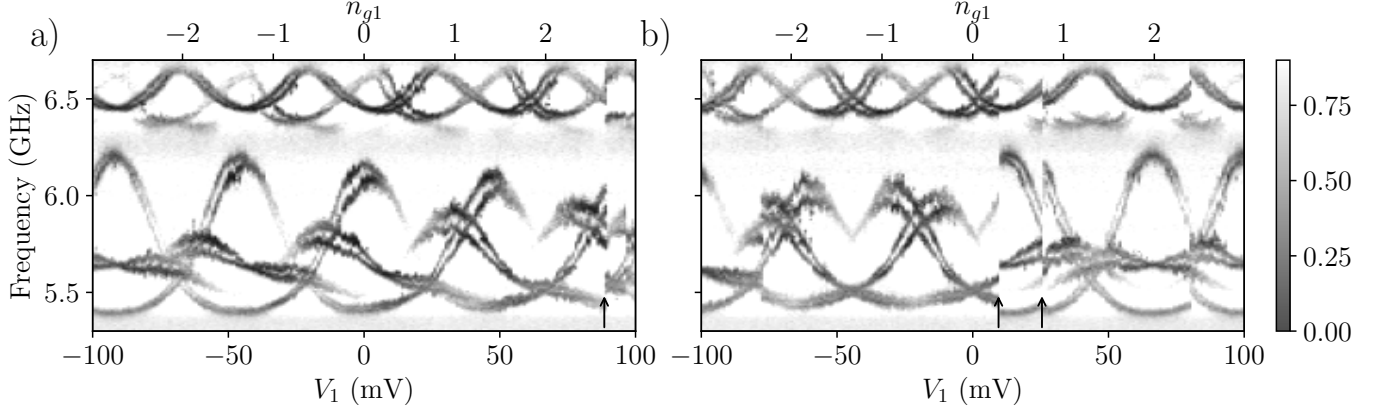 n_{g1} n_{g1}
a) −2 −1 0 1 2 b) −2 −1 0 1 2
6.5 0.75
6.0 0.50
5.5 0.25
0.00
Frequency (GHz)
−100 −50 0 50 100 −100 −50 0 50 100
V_1 (mV) V_1 (mV)